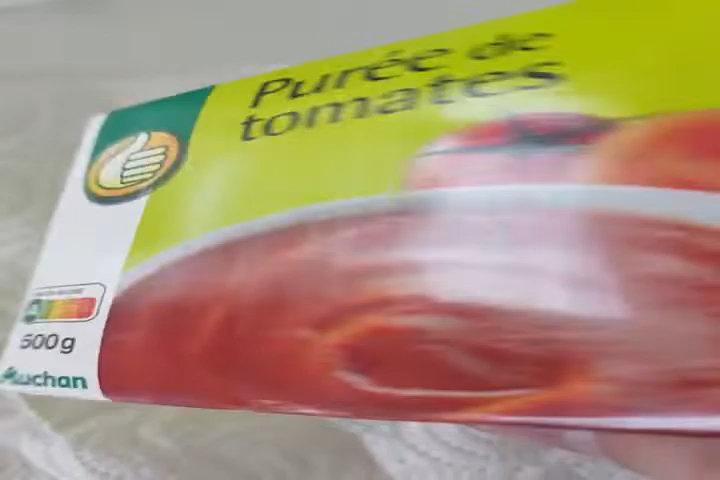 Purée de
tomates
500g
Auchan